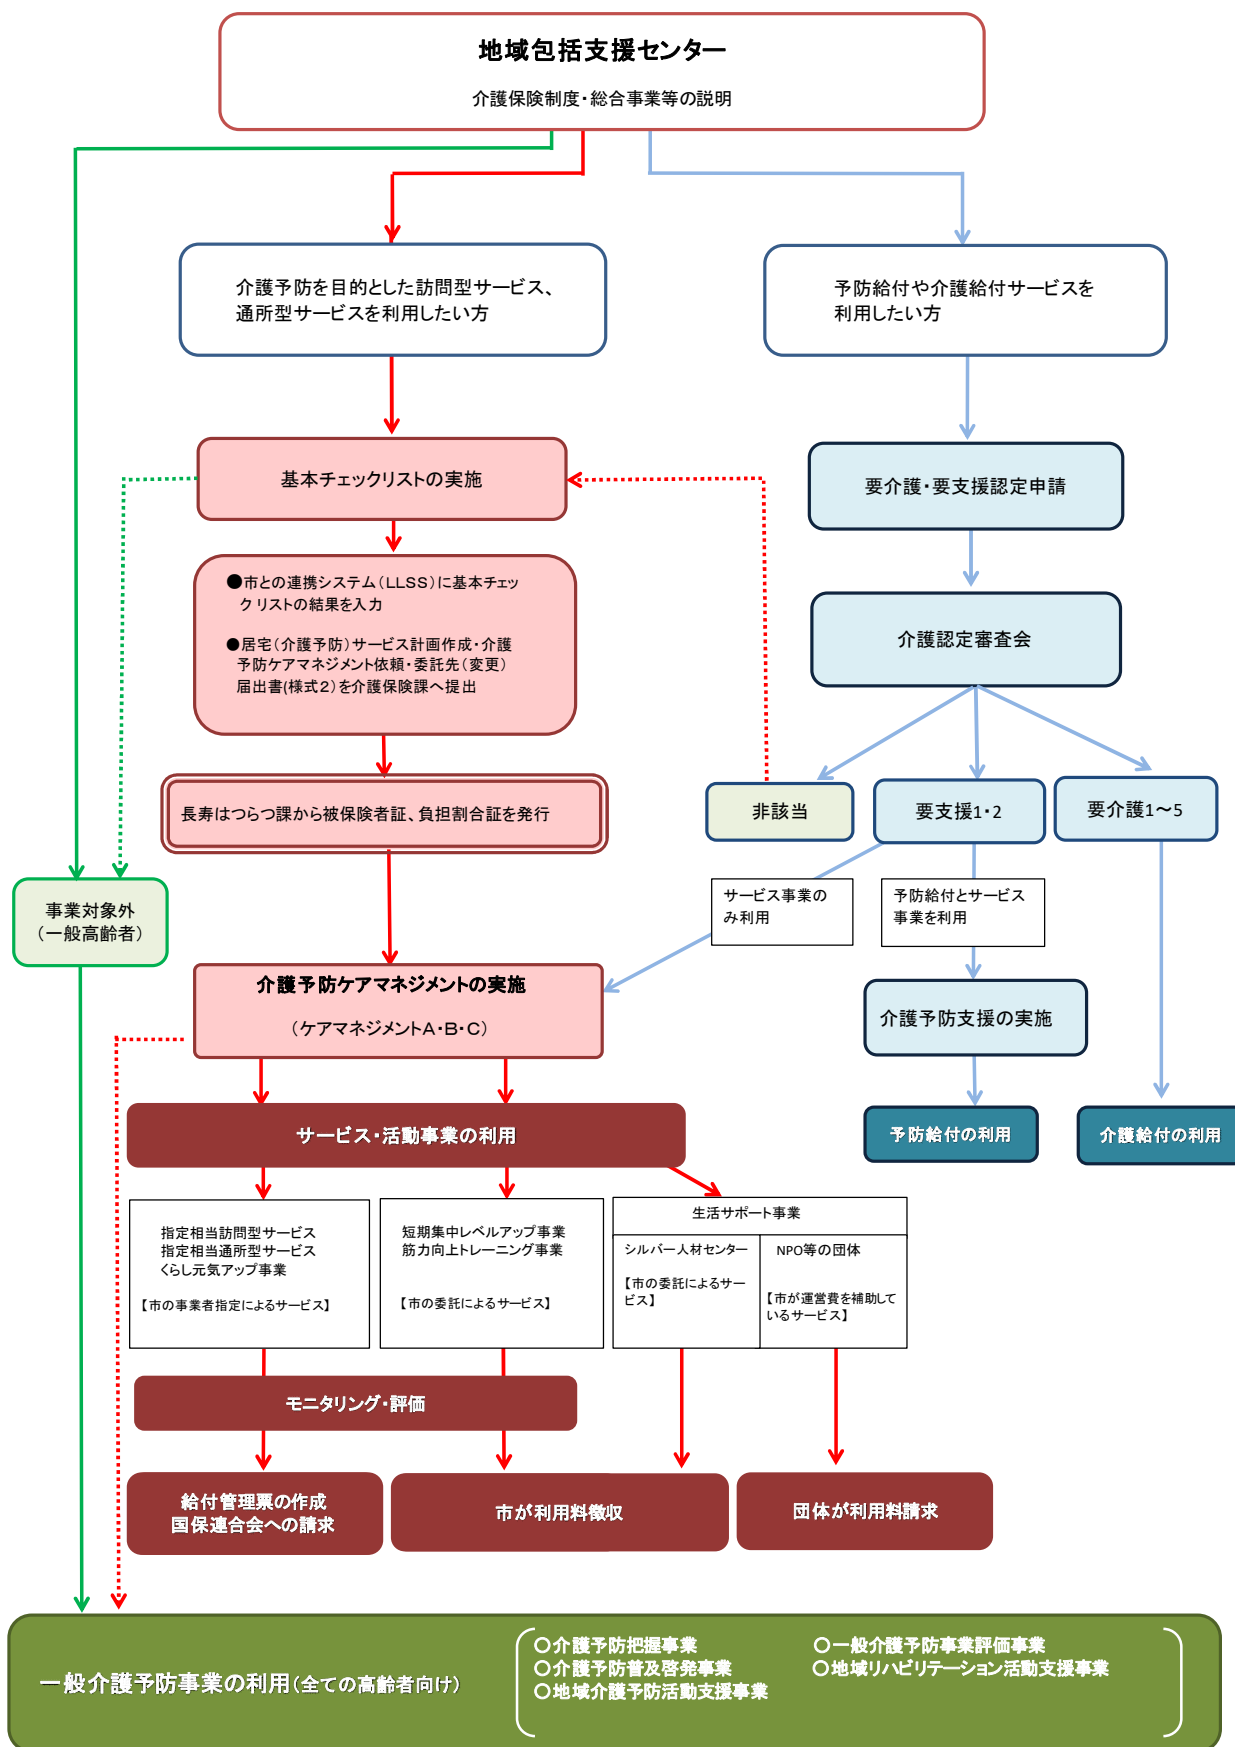 地域包括支援センター
介護保険制度・総合事業等の説明
介護予防を目的とした訪問型サービス、
通所型サービスを利用したい方
予防給付や介護給付サービスを
利用したい方
基本チェックリストの実施
要介護・要支援認定申請
●市との連携システム(LLSS)に基本チェッ
クリストの結果を入力
●居宅(介護予防)サービス計画作成・介護
予防ケアマネジメント依頼・委託先(変更)
届出書(様式2)を介護保険課へ提出
介護認定審査会
長寿はつらつ課から被保険者証、負担割合証を発行
非該当
要支援1・2
要介護1～5
事業対象外
(一般高齢者)
サービス事業の
み利用
予防給付とサービス
事業を利用
介護予防ケアマネジメントの実施
(ケアマネジメントA・B・C)
介護予防支援の実施
サービス・活動事業の利用
予防給付の利用
介護給付の利用
指定相当訪問型サービス
指定相当通所型サービス
くらし元気アップ事業
【市の事業者指定によるサービス】
短期集中レベルアップ事業
筋力向上トレーニング事業
【市の委託によるサービス】
生活サポート事業
シルバー人材センター
【市の委託によるサー
ビス】
NPO等の団体
【市が運営費を補助して
いるサービス】
モニタリング・評価
給付管理票の作成
国保連合会への請求
市が利用料徴収
団体が利用料請求
一般介護予防事業の利用(全ての高齢者向け)
○介護予防把握事業
○介護予防普及啓発事業
○地域介護予防活動支援事業
○一般介護予防事業評価事業
○地域リハビリテーション活動支援事業